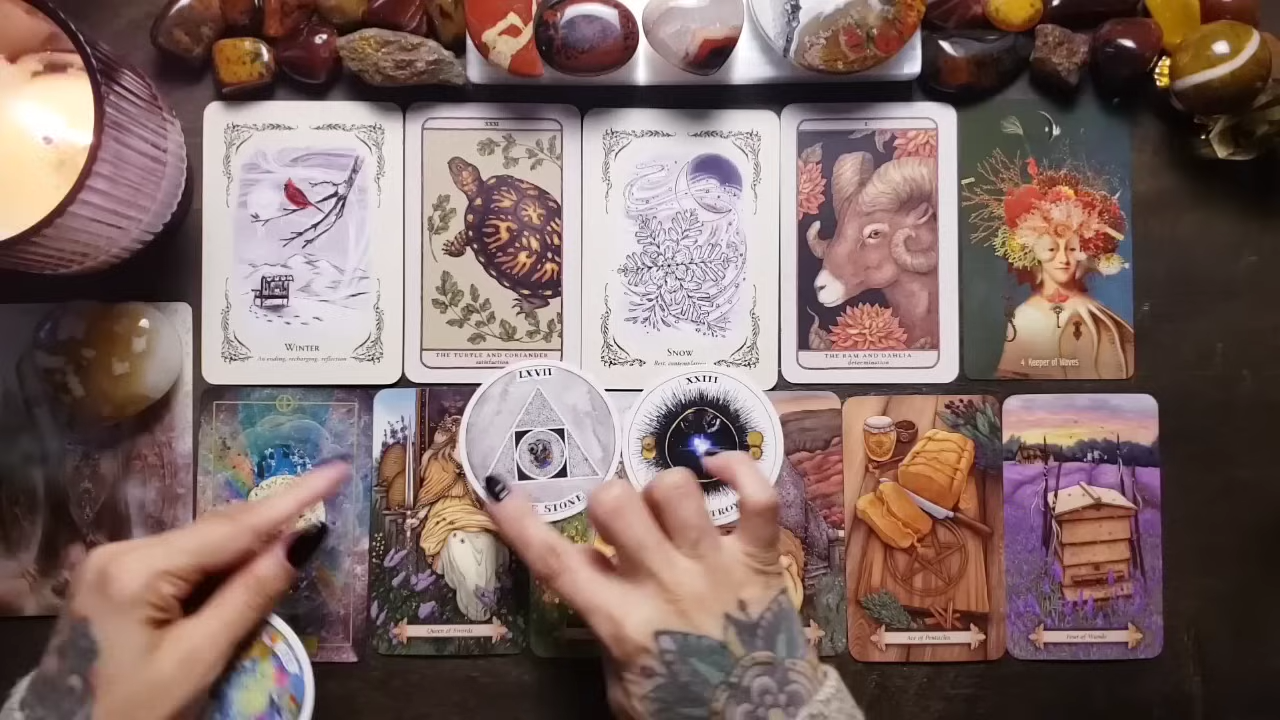 XXXI
I.
WINTER
An ending, recharging, reflection
THE TURTLE AND CORIANDER
satisfaction
SNOW
Rest,
THE RAM AND DAHLIA
determination
4 Keeper of Waves
LXVII
STONE
XXIII
Queen of Swords
Ace of Pentacles
Four of Wands